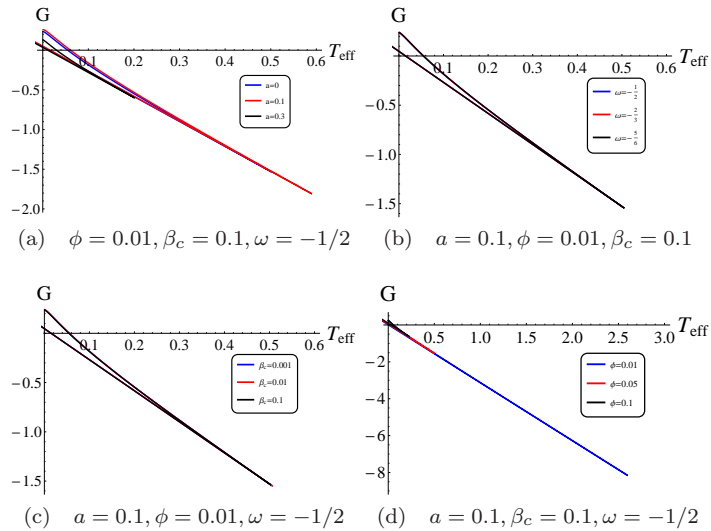 G
T_eff
0.1 0.2 0.3 0.4 0.5 0.6
−0.5
−1.0
−1.5
−2.0
a=0
a=0.1
a=0.3
(a) ϕ = 0.01, β_c = 0.1, ω = −1/2
G
T_eff
0.1 0.2 0.3 0.4 0.5 0.6
−0.5
−1.0
−1.5
ω=−1/2
ω=−2/3
ω=−5/6
(b) a = 0.1, ϕ = 0.01, β_c = 0.1
G
T_eff
0.1 0.2 0.3 0.4 0.5 0.6
−0.5
−1.0
−1.5
β_c=0.001
β_c=0.01
β_c=0.1
(c) a = 0.1, ϕ = 0.01, ω = −1/2
G
T_eff
0.5 1.0 1.5 2.0 2.5 3.0
−2
−4
−6
−8
ϕ=0.01
ϕ=0.05
ϕ=0.1
(d) a = 0.1, β_c = 0.1, ω = −1/2